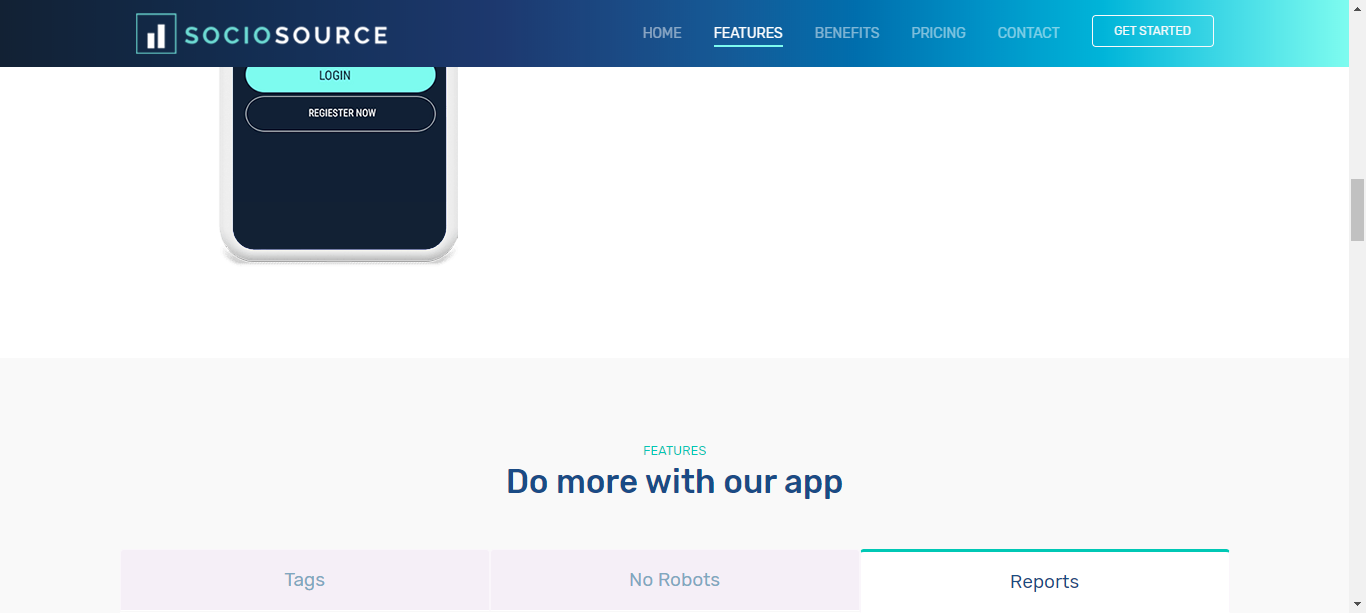 SOCIOSOURCE HOME FEATURES BENEFITS PRICING CONTACT GET STARTED
LOGIN
REGIESTER NOW
FEATURES
Do more with our app
Tags No Robots Reports